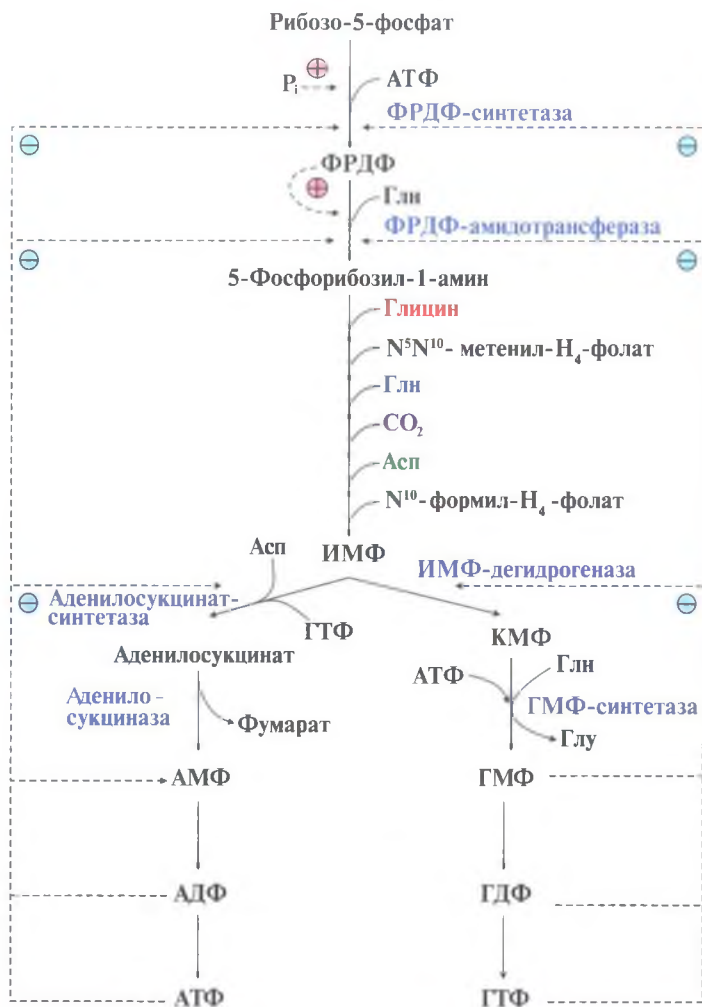 Рибозо-5-фосфат
P_i
⊕
АТФ
ФРДФ-синтетаза
⊖
⊖
ФРДФ
⊕
Глн
ФРДФ-амидотрансфераза
⊖
⊖
5-Фосфорибозил-1-амин
Глицин
N⁵N¹⁰- метенил-H₄-фолат
Глн
CO₂
Асп
N¹⁰-формил-H₄-фолат
Асп
ИМФ
ИМФ-дегидрогеназа
⊖
Аденилосукцинат-
синтетаза
⊖
ГТФ
КМФ
Аденилосукцинат
АТФ
Глн
Аденило-
сукциназа
ГМФ-синтетаза
Фумарат
Глу
АМФ
ГМФ
АДФ
ГДФ
АТФ
ГТФ